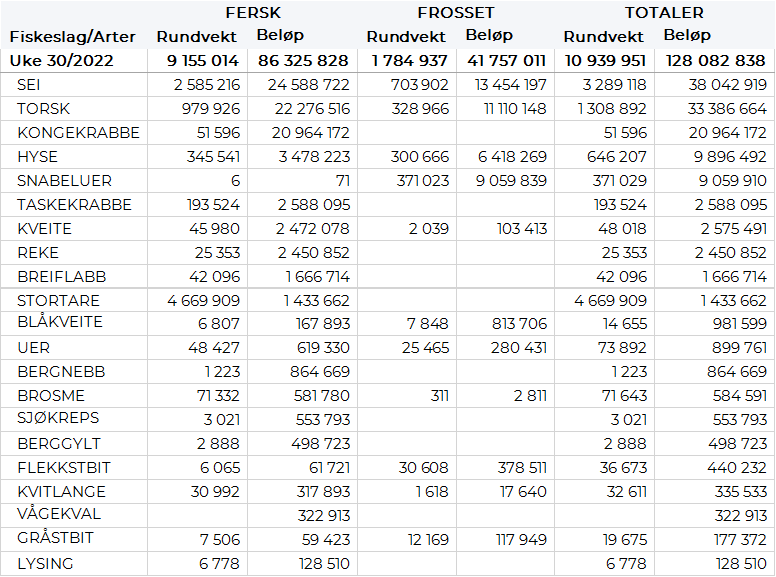 FERSK FROSSET TOTALER
Fiskeslag/Arter Rundvekt Beløp Rundvekt Beløp Rundvekt Beløp
Uke 30/2022 9 155 014 86 325 828 1 784 937 41 757 011 10 939 951 128 082 838
SEI 2 585 216 24 588 722 703 902 13 454 197 3 289 118 38 042 919
TORSK 979 926 22 276 516 328 966 11 110 148 1 308 892 33 386 664
KONGEKRABBE 51 596 20 964 172 51 596 20 964 172
HYSE 345 541 3 478 223 300 666 6 418 269 646 207 9 896 492
SNABELUER 6 71 371 023 9 059 839 371 029 9 059 910
TASKEKRABBE 193 524 2 588 095 193 524 2 588 095
KVEITE 45 980 2 472 078 2 039 103 413 48 018 2 575 491
REKE 25 353 2 450 852 25 353 2 450 852
BREIFLABB 42 096 1 666 714 42 096 1 666 714
STORTARE 4 669 909 1 433 662 4 669 909 1 433 662
BLÅKVEITE 6 807 167 893 7 848 813 706 14 655 981 599
UER 48 427 619 330 25 465 280 431 73 892 899 761
BERGNEBB 1 223 864 669 1 223 864 669
BROSME 71 332 581 780 311 2 811 71 643 584 591
SJØKREPS 3 021 553 793 3 021 553 793
BERGGYLT 2 888 498 723 2 888 498 723
FLEKKSTBIT 6 065 61 721 30 608 378 511 36 673 440 232
KVITLANGE 30 992 317 893 1 618 17 640 32 611 335 533
VÅGEKVAL 322 913 322 913
GRÅSTBIT 7 506 59 423 12 169 117 949 19 675 177 372
LYSING 6 778 128 510 6 778 128 510